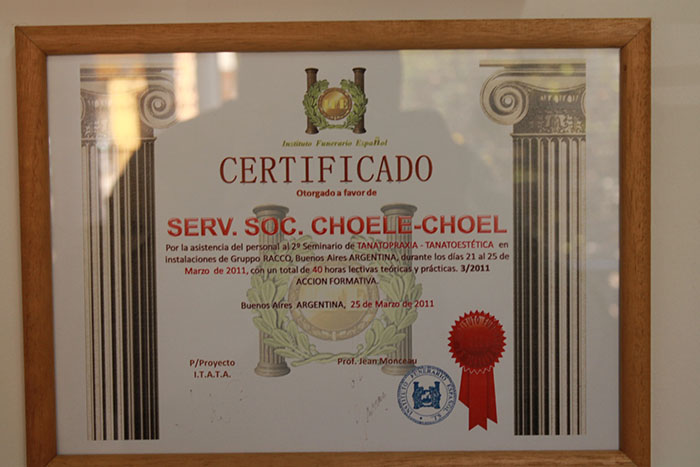 Instituto Funerario Español
CERTIFICADO
Otorgado a favor de
SERV. SOC. CHOELE-CHOEL
Por la asistencia del personal al 2º Seminario de TANATOPRAXIA - TANATOESTÉTICA en
instalaciones de Gruppo RACCO, Buenos Aires ARGENTINA, durante los días 21 al 25 de
Marzo de 2011, con un total de 40 horas lectivas teóricas y prácticas. 3/2011
ACCION FORMATIVA.
Buenos Aires ARGENTINA, 25 de Marzo de 2011
P/Proyecto
I.T.A.T.A.
Prof. Jean Monceau
INSTITUTO FUNERARIO ESPAÑOL S.L.